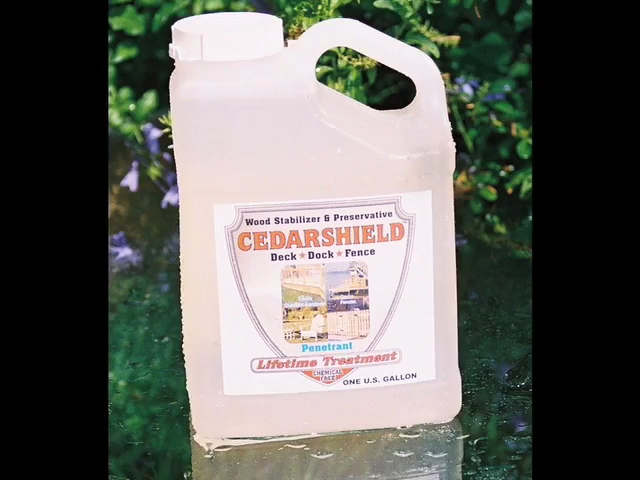 Wood Stabilizer & Preservative
CEDARSHIELD
Deck ★ Dock ★ Fence
Penetrant
Lifetime Treatment
CHEMICAL
FREE
ONE U.S. GALLON